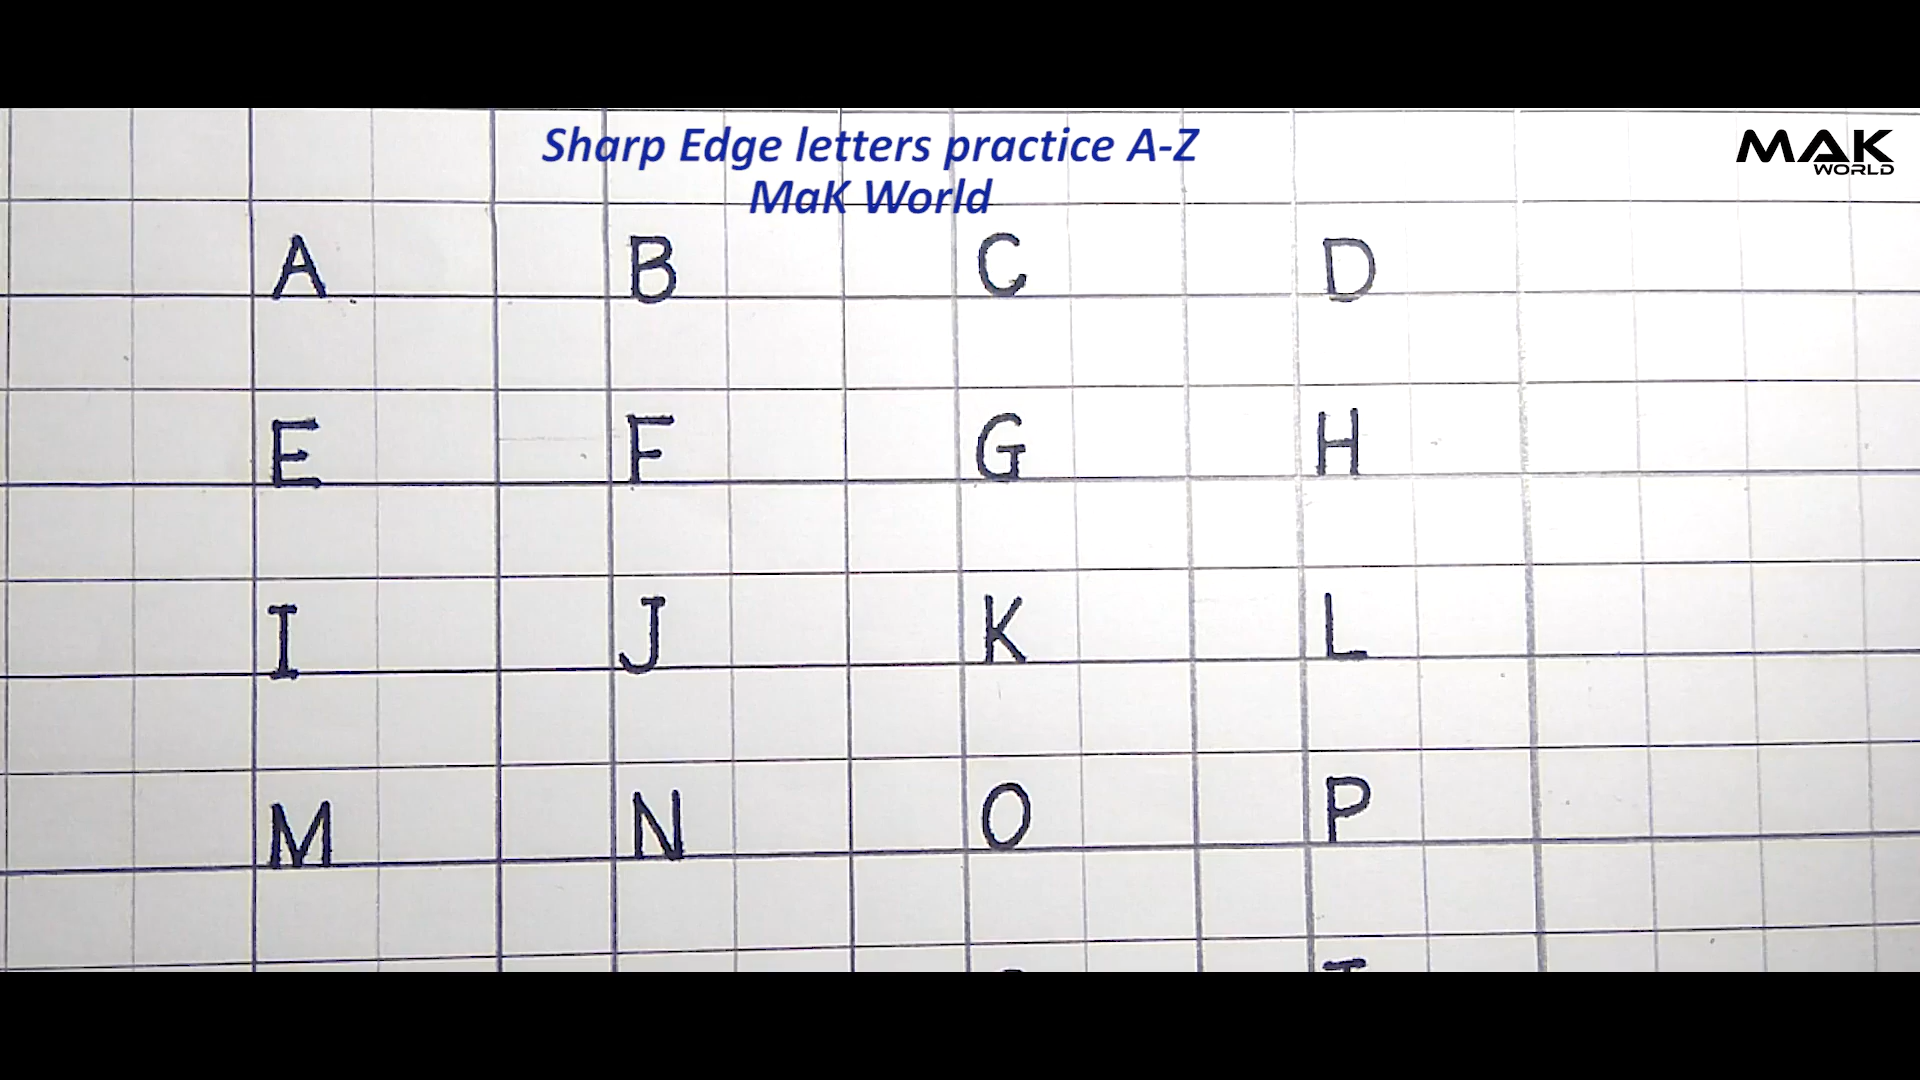 Sharp Edge letters practice A-Z
MaK World
MAK
WORLD
A B C D
E F G H
I J K L
M N O P